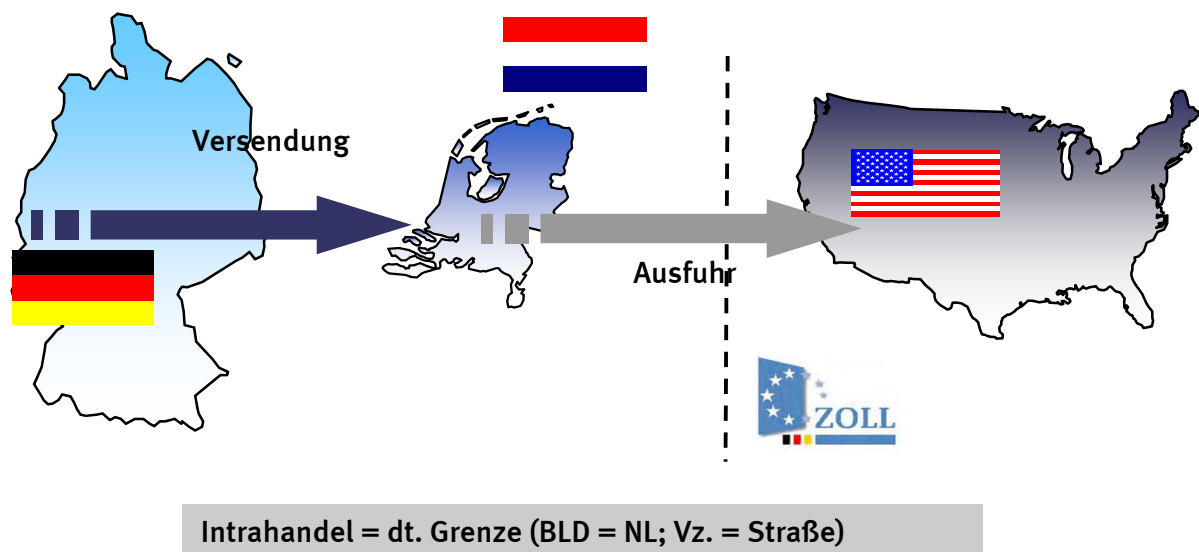 Versendung
Ausfuhr
ZOLL
Intrahandel = dt. Grenze (BLD = NL; Vz. = Straße)